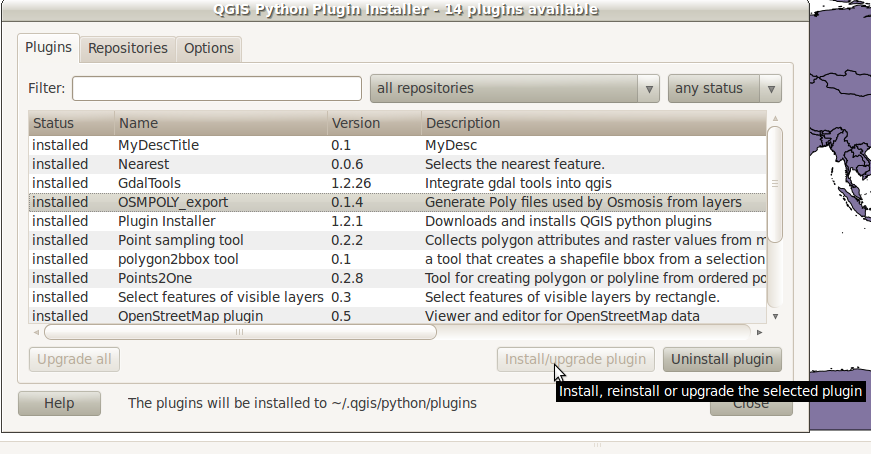 QGIS Python Plugin Installer - 14 plugins available
Plugins Repositories Options
Filter: all repositories any status
Status Name Version Description
installed MyDescTitle 0.1 MyDesc
installed Nearest 0.0.6 Selects the nearest feature.
installed GdalTools 1.2.26 Integrate gdal tools into qgis
installed OSMPOLY_export 0.1.4 Generate Poly files used by Osmosis from layers
installed Plugin Installer 1.2.1 Downloads and installs QGIS python plugins
installed Point sampling tool 0.2.2 Collects polygon attributes and raster values from m
installed polygon2bbox tool 0.1 a tool that creates a shapefile bbox from a selection
installed Points2One 0.2.8 Tool for creating polygon or polyline from ordered po
installed Select features of visible layers 0.3 Select features of visible layers by rectangle.
installed OpenStreetMap plugin 0.5 Viewer and editor for OpenStreetMap data
Upgrade all Install/upgrade plugin Uninstall plugin
Install, reinstall or upgrade the selected plugin
Help The plugins will be installed to ~/.qgis/python/plugins Close